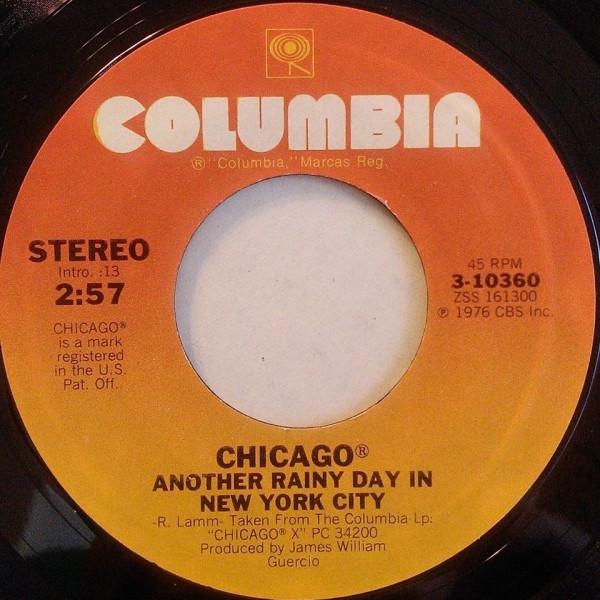 COLUMBIA
® "Columbia," Marcas Reg.
STEREO
Intro. :13
2:57
CHICAGO®
is a mark
registered
in the U.S.
Pat. Off.
45 RPM
3-10360
ZSS 161300
℗ 1976 CBS Inc.
CHICAGO®
ANOTHER RAINY DAY IN
NEW YORK CITY
-R. Lamm- Taken From The Columbia Lp:
"CHICAGO® X" PC 34200
Produced by James William
Guercio